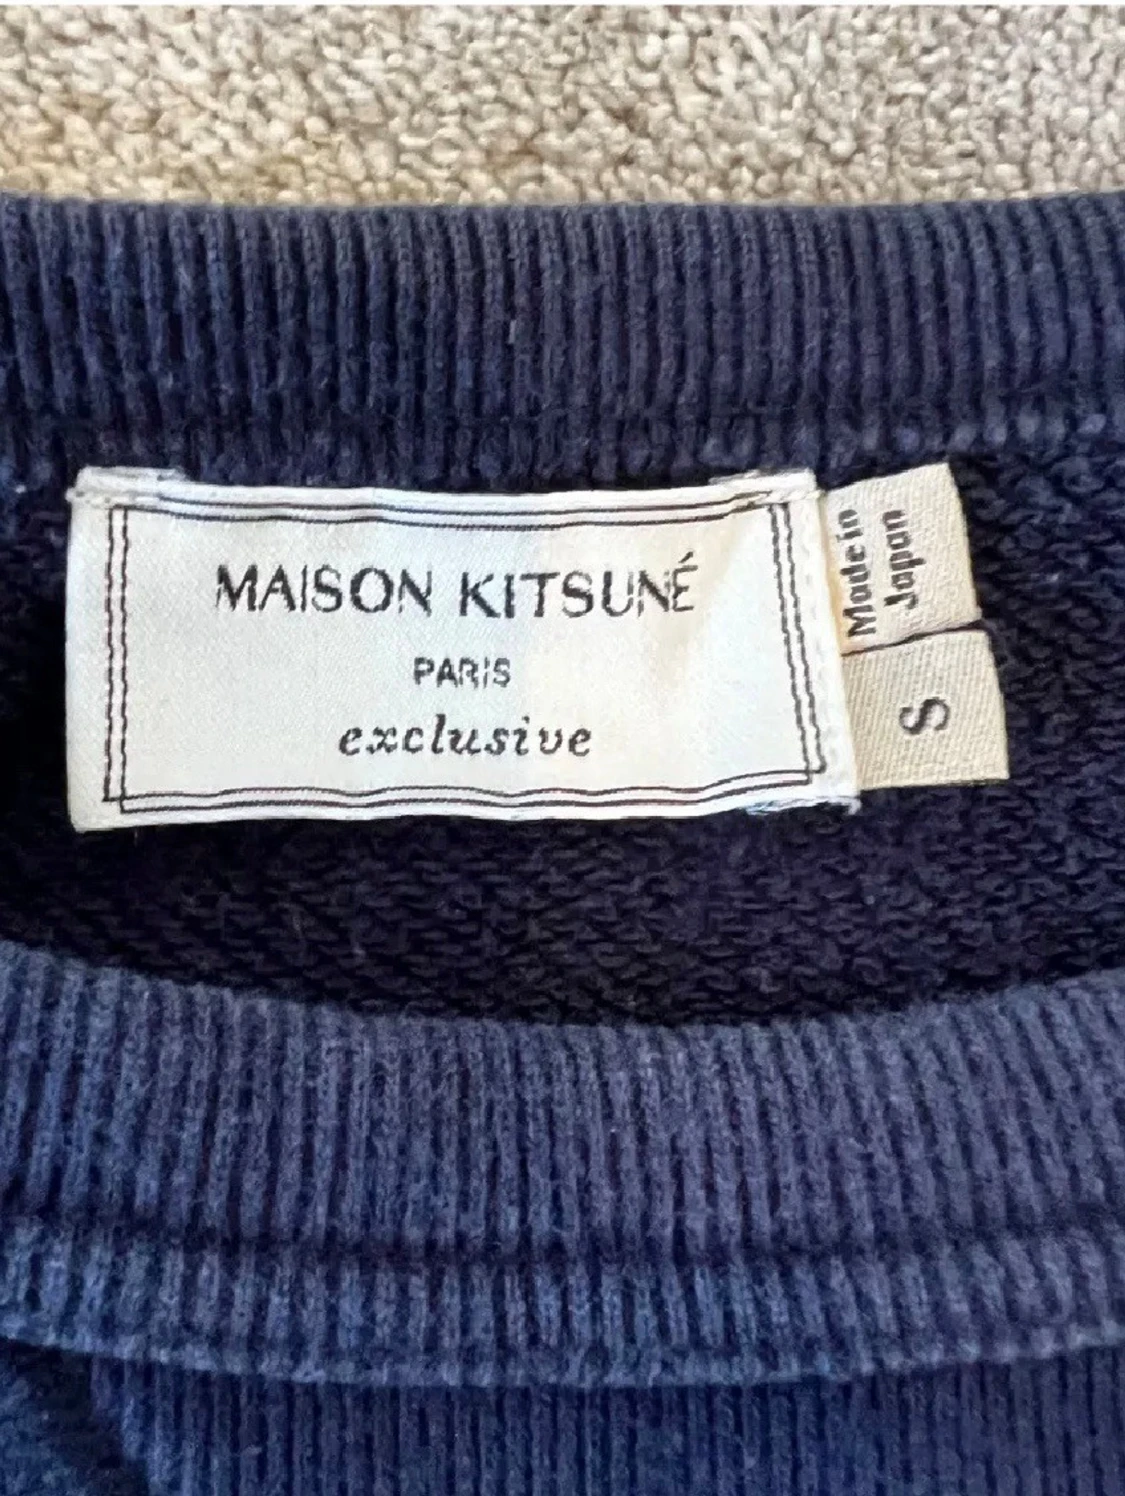 MAISON KITSUNÉ
PARIS
exclusive
Made in
Japan
S